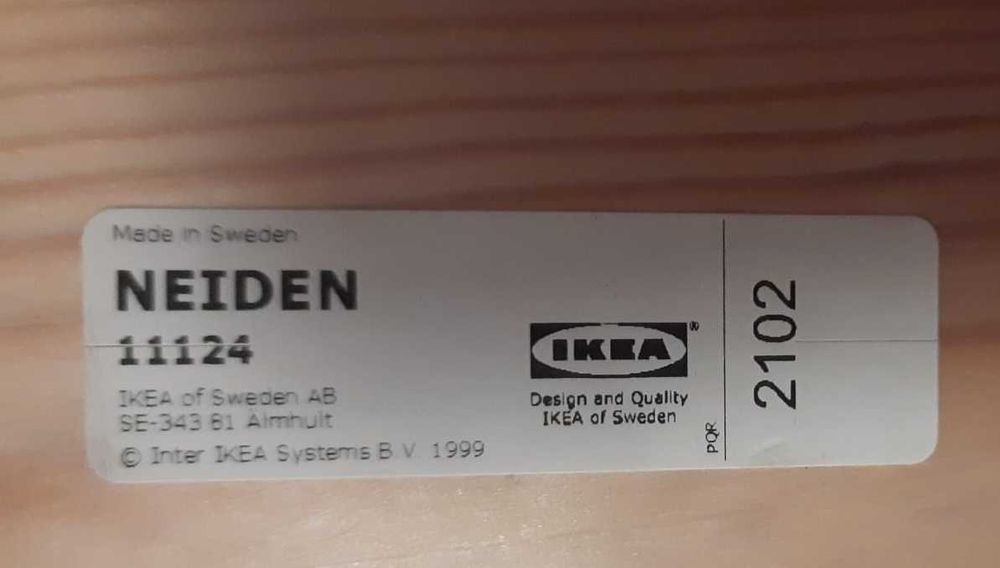 Made in Sweden
NEIDEN
11124
IKEA of Sweden AB
SE-343 81 Älmhult
© Inter IKEA Systems B.V. 1999
IKEA®
Design and Quality
IKEA of Sweden
PQR
2102